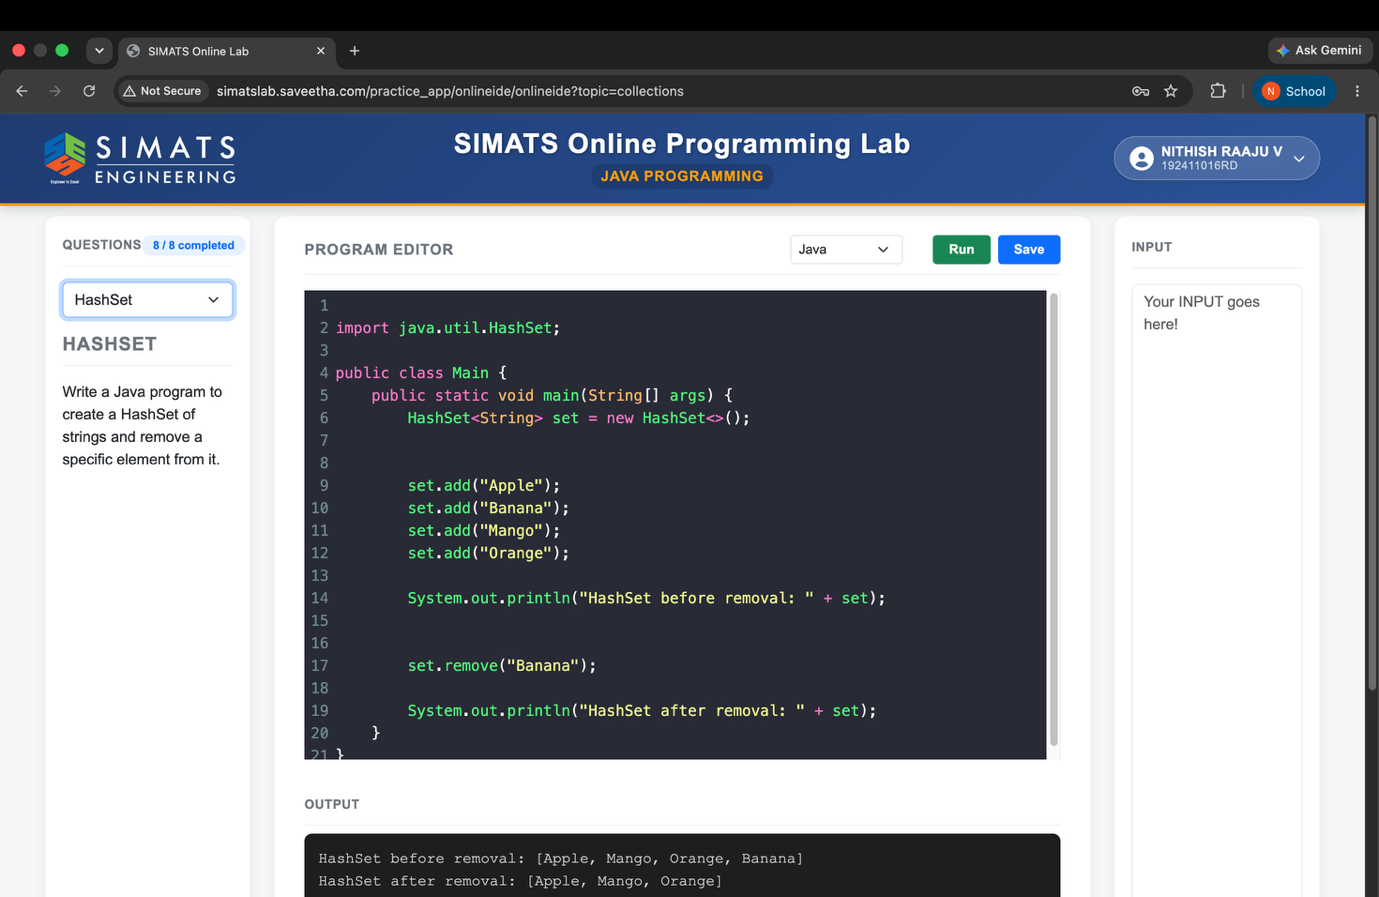 SIMATS Online Lab
Ask Gemini
Not Secure
simatslab.saveetha.com/practice_app/onlineide/onlineide?topic=collections
N School
SIMATS
ENGINEERING
SIMATS Online Programming Lab
JAVA PROGRAMMING
NITHISH RAAJU V
192411016RD
QUESTIONS 8 / 8 completed
HashSet
HASHSET
Write a Java program to
create a HashSet of
strings and remove a
specific element from it.
PROGRAM EDITOR
Java
Run
Save
1
2 import java.util.HashSet;
3
4 public class Main {
5     public static void main(String[] args) {
6         HashSet<String> set = new HashSet<>();
7
8
9         set.add("Apple");
10         set.add("Banana");
11         set.add("Mango");
12         set.add("Orange");
13
14         System.out.println("HashSet before removal: " + set);
15
16
17         set.remove("Banana");
18
19         System.out.println("HashSet after removal: " + set);
20     }
21 }
OUTPUT
HashSet before removal: [Apple, Mango, Orange, Banana]
HashSet after removal: [Apple, Mango, Orange]
INPUT
Your INPUT goes
here!